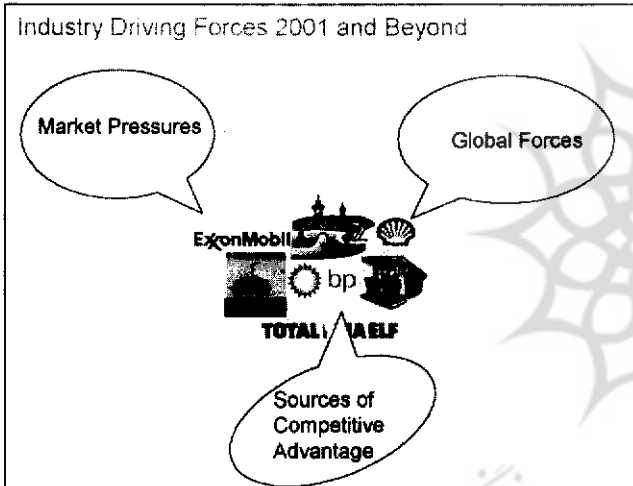 Industry Driving Forces 2001 and Beyond
Market Pressures
Global Forces
ExxonMobil
bp
TOTAL ELF
Sources of
Competitive
Advantage